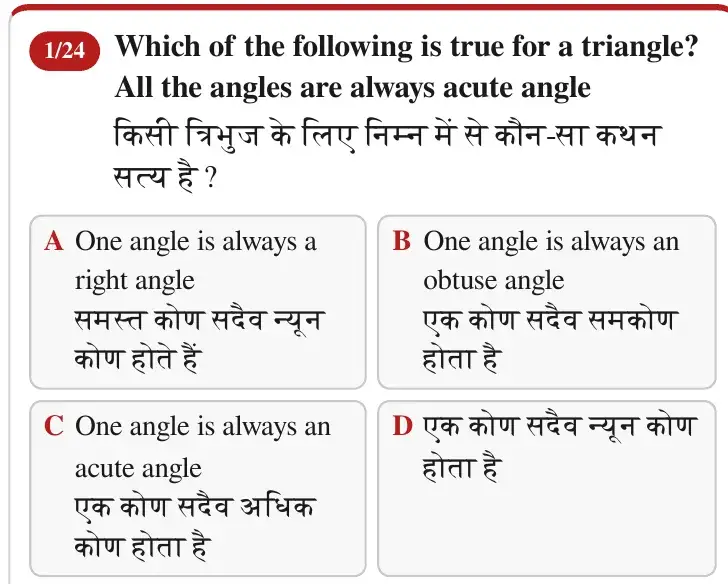 1/24 Which of the following is true for a triangle?
All the angles are always acute angle
किसी त्रिभुज के लिए निम्न में से कौन-सा कथन
सत्य है ?
A One angle is always a
right angle
समस्त कोण सदैव न्यून
कोण होते हैं
B One angle is always an
obtuse angle
एक कोण सदैव समकोण
होता है
C One angle is always an
acute angle
एक कोण सदैव अधिक
कोण होता है
D एक कोण सदैव न्यून कोण
होता है